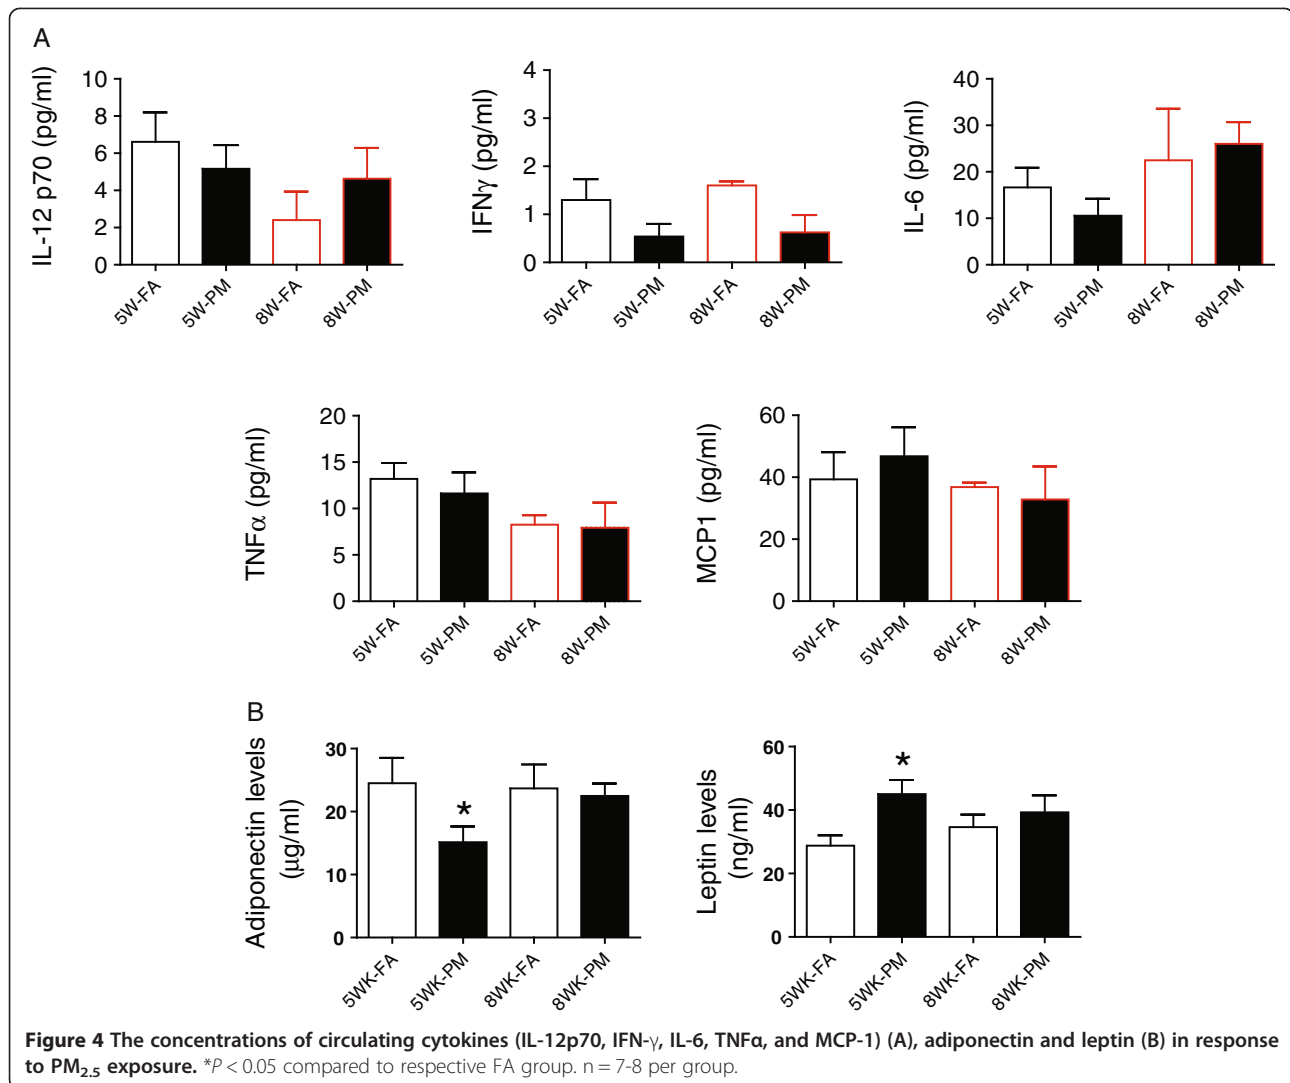 A
IL-12 p70 (pg/ml)
10
8
6
4
2
0
5W-FA
5W-PM
8W-FA
8W-PM
IFNγ (pg/ml)
4
3
2
1
0
5W-FA
5W-PM
8W-FA
8W-PM
IL-6 (pg/ml)
40
30
20
10
0
5W-FA
5W-PM
8W-FA
8W-PM
TNFα (pg/ml)
20
15
10
5
0
5W-FA
5W-PM
8W-FA
8W-PM
MCP1 (pg/ml)
60
40
20
0
5W-FA
5W-PM
8W-FA
8W-PM
B
Adiponectin levels
(μg/ml)
30
20
10
0
*
5WK-FA
5WK-PM
8WK-FA
8WK-PM
Leptin levels
(ng/ml)
60
40
20
0
*
5WK-FA
5WK-PM
8WK-FA
8WK-PM
Figure 4 The concentrations of circulating cytokines (IL-12p70, IFN-γ, IL-6, TNFα, and MCP-1) (A), adiponectin and leptin (B) in response
to PM2.5 exposure. *P < 0.05 compared to respective FA group. n = 7-8 per group.